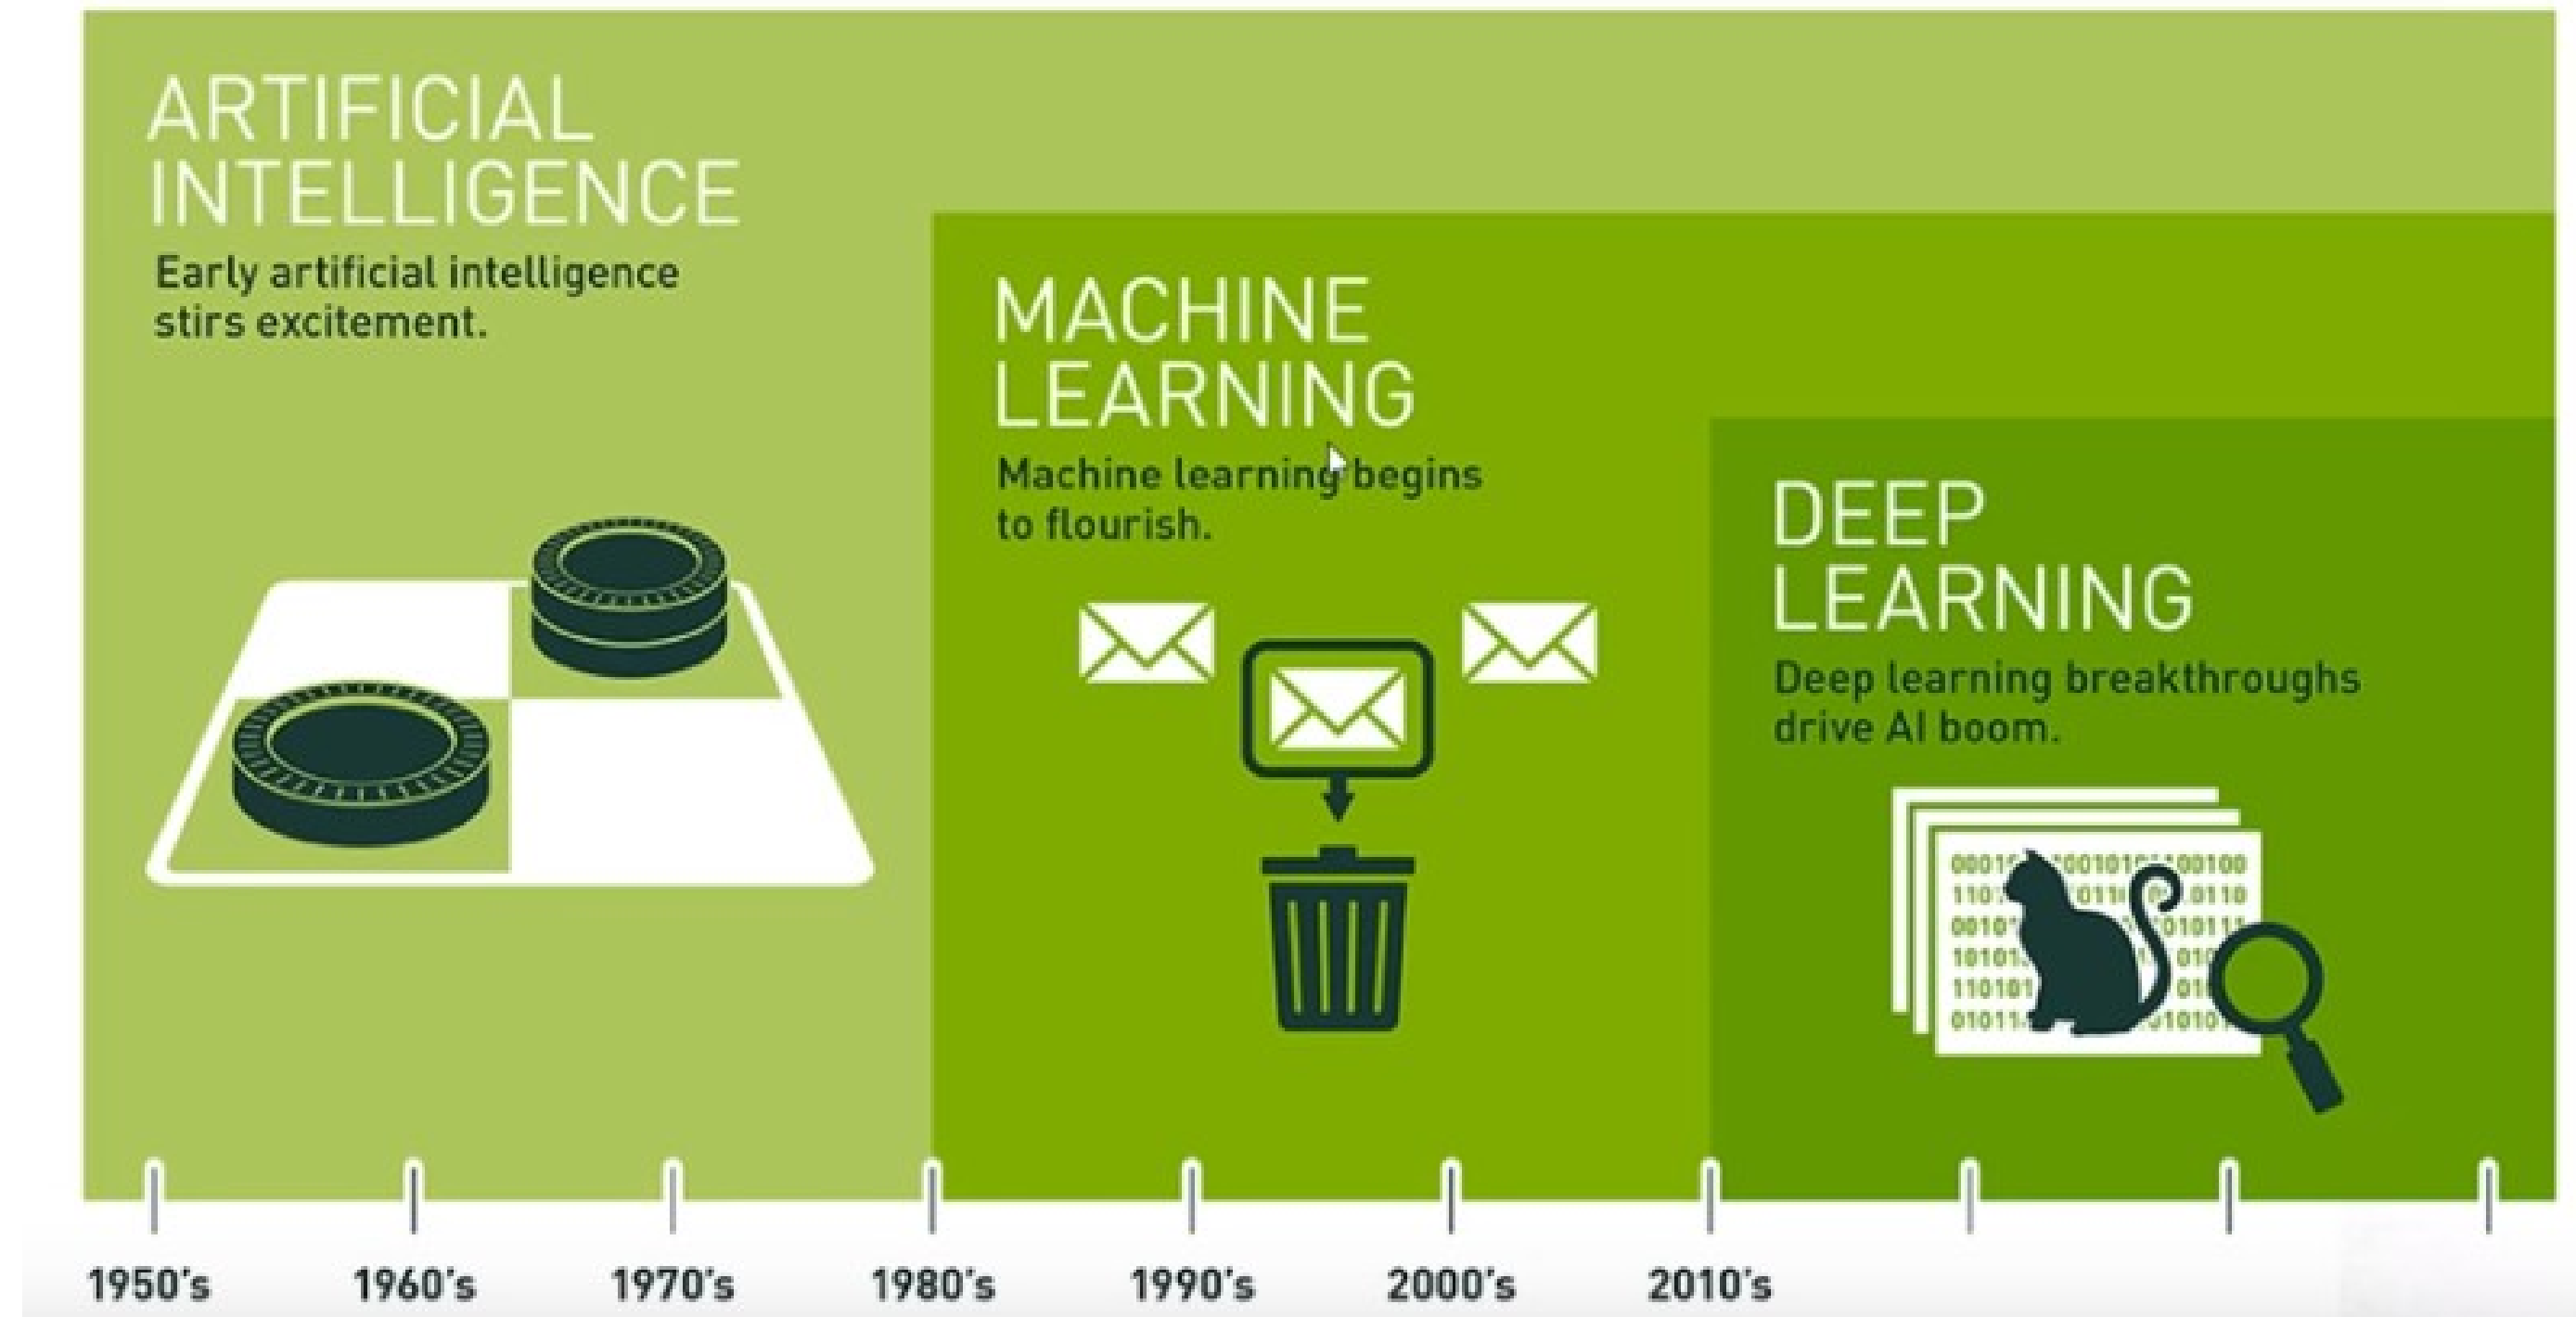 ARTIFICIAL
INTELLIGENCE
Early artificial intelligence
stirs excitement.
MACHINE
LEARNING
Machine learning begins
to flourish.
DEEP
LEARNING
Deep learning breakthroughs
drive AI boom.
1950's 1960's 1970's 1980's 1990's 2000's 2010's